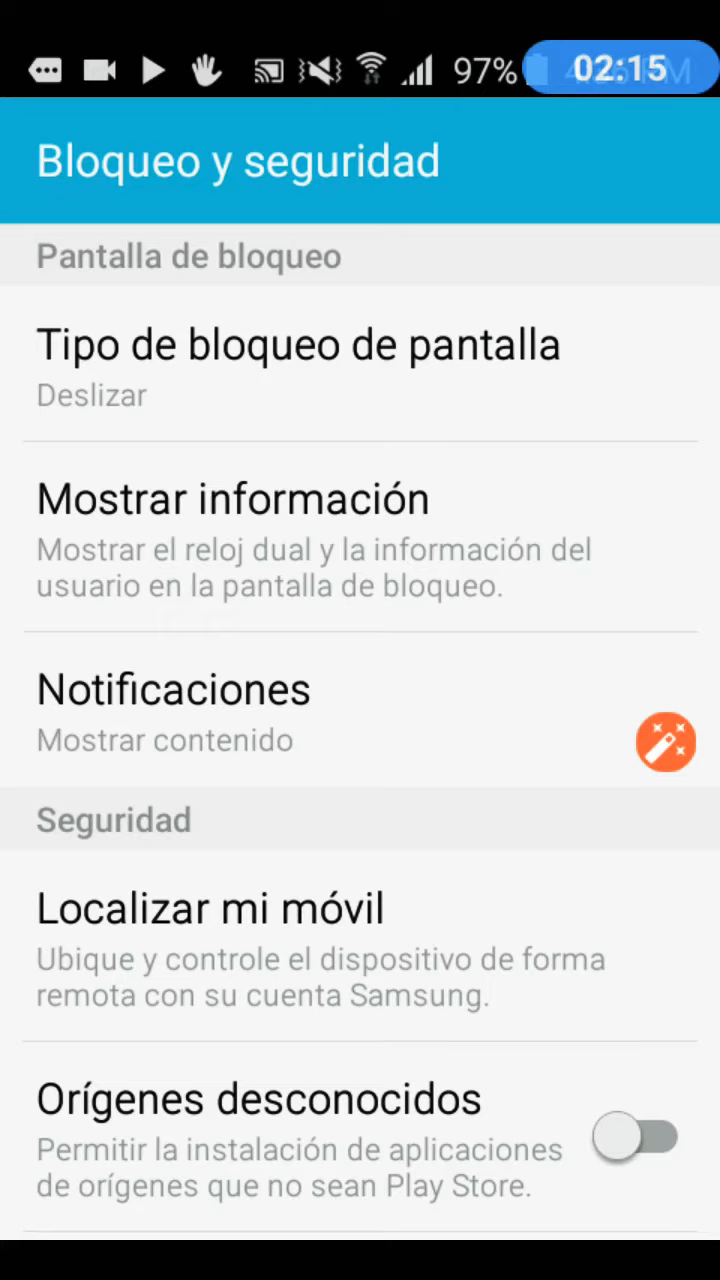 97% 02:15
Bloqueo y seguridad
Pantalla de bloqueo
Tipo de bloqueo de pantalla
Deslizar
Mostrar información
Mostrar el reloj dual y la información del
usuario en la pantalla de bloqueo.
Notificaciones
Mostrar contenido
Seguridad
Localizar mi móvil
Ubique y controle el dispositivo de forma
remota con su cuenta Samsung.
Orígenes desconocidos
Permitir la instalación de aplicaciones
de orígenes que no sean Play Store.